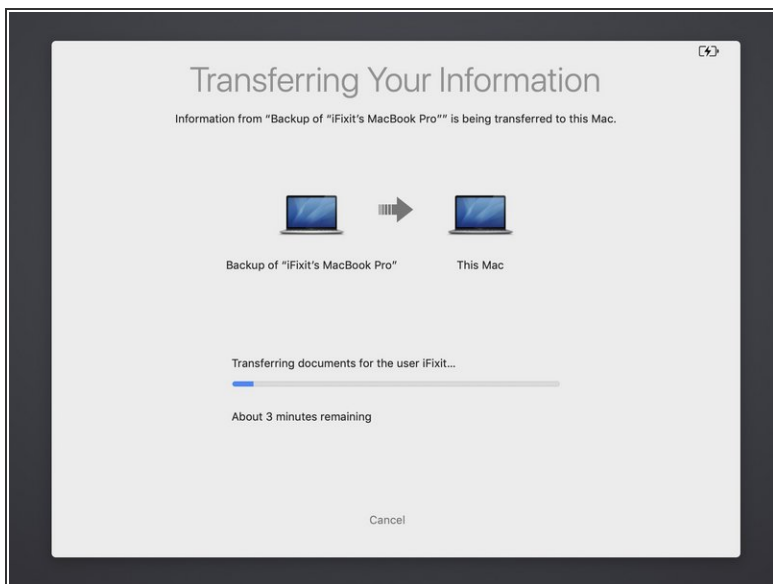 Transferring Your Information
Information from “Backup of “iFixit’s MacBook Pro”” is being transferred to this Mac.
Backup of “iFixit’s MacBook Pro”
This Mac
Transferring documents for the user iFixit...
About 3 minutes remaining
Cancel